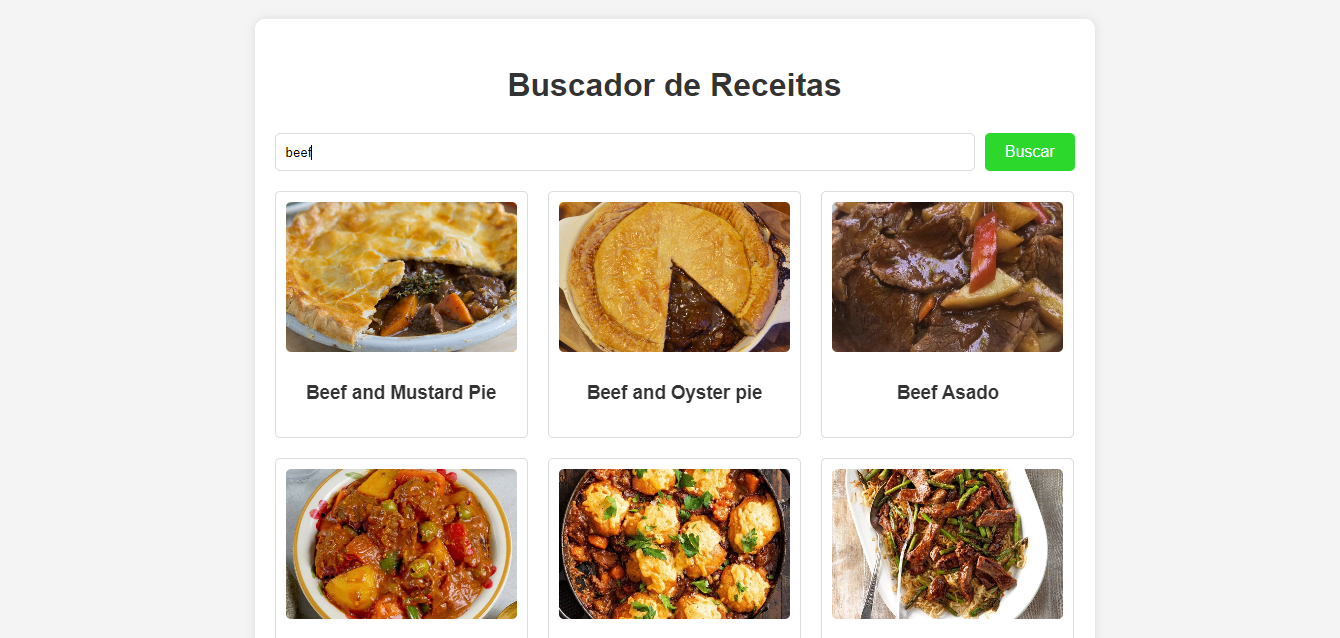 Buscador de Receitas
beef
Buscar
Beef and Mustard Pie
Beef and Oyster pie
Beef Asado